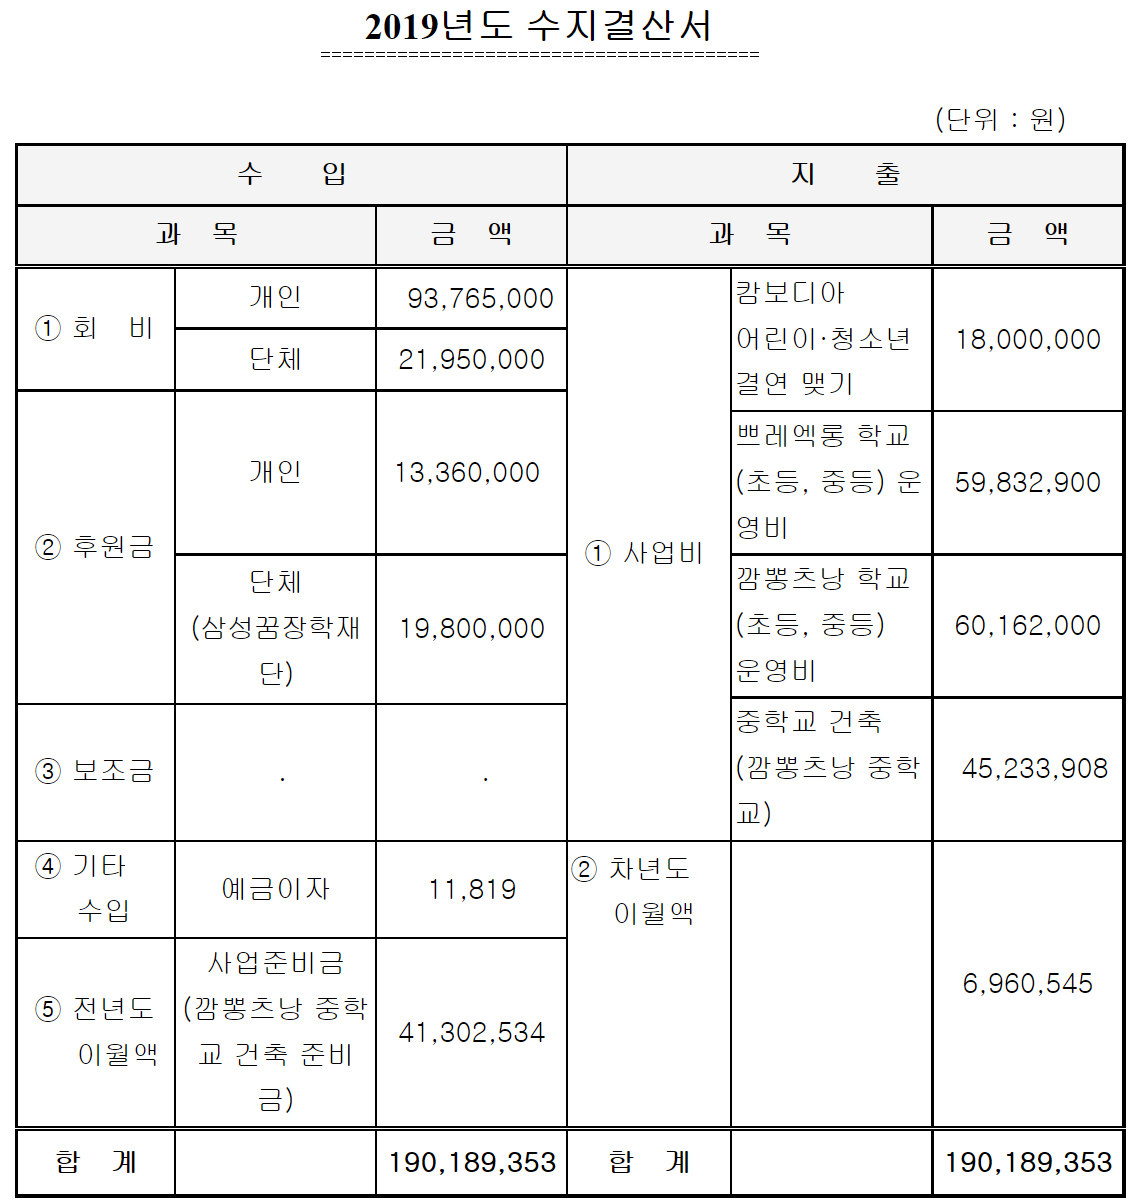 2019년도 수지결산서
========================================
(단위 : 원)
수 입 지 출
과 목 금 액 과 목 금 액
① 회 비
개인 93,765,000
단체 21,950,000
② 후원금
개인 13,360,000
단체
(삼성꿈장학재
단)
19,800,000
③ 보조금 . .
④ 기타
수입
예금이자 11,819
⑤ 전년도
이월액
사업준비금
(깜뽕츠낭 중학
교 건축 준비
금)
41,302,534
① 사업비
캄보디아
어린이·청소년
결연 맺기
18,000,000
쁘레엑롱 학교
(초등, 중등) 운
영비
59,832,900
깜뽕츠낭 학교
(초등, 중등)
운영비
60,162,000
중학교 건축
(깜뽕츠낭 중학
교)
45,233,908
② 차년도
이월액
6,960,545
합 계 190,189,353 합 계 190,189,353